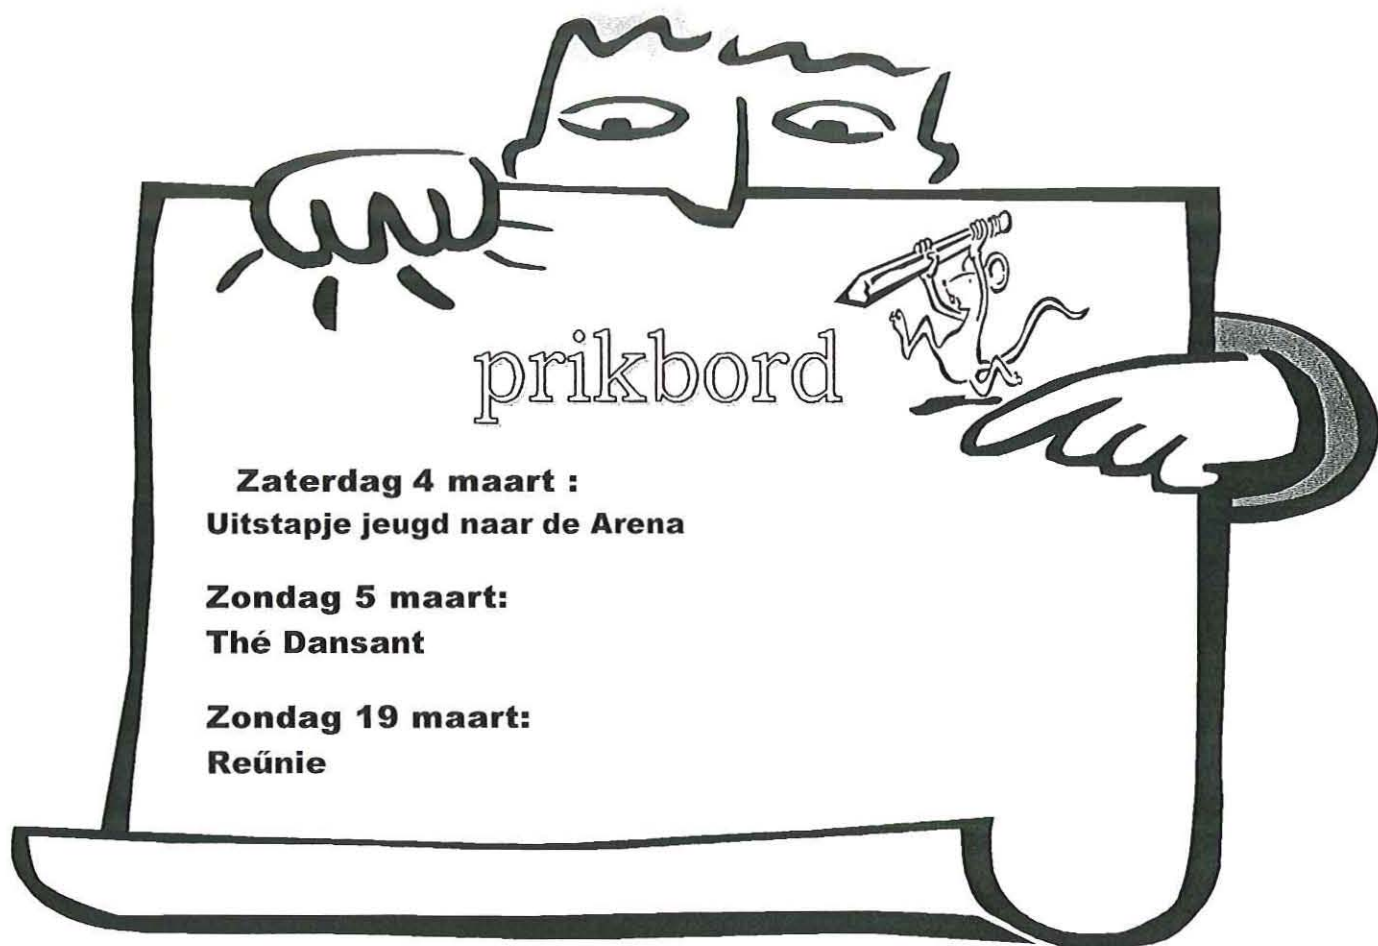 prikbord
Zaterdag 4 maart :
Uitstapje jeugd naar de Arena
Zondag 5 maart:
Thé Dansant
Zondag 19 maart:
Reűnie